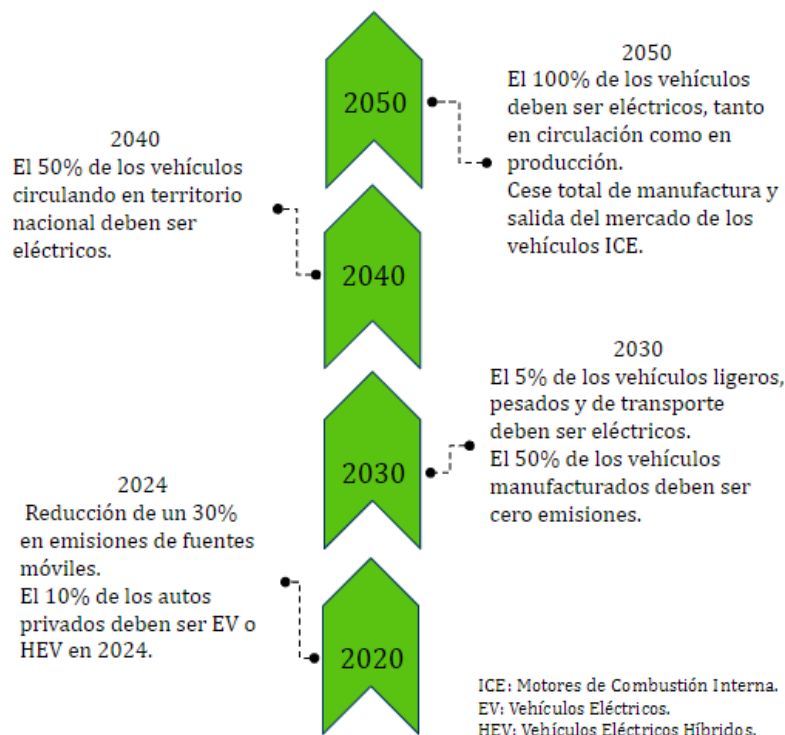 2050
2050
El 100% de los vehículos
deben ser eléctricos, tanto
en circulación como en
producción.
Cese total de manufactura y
salida del mercado de los
vehículos ICE.
2040
El 50% de los vehículos
circulando en territorio
nacional deben ser
eléctricos.
2040
2030
El 5% de los vehículos ligeros,
pesados y de transporte
deben ser eléctricos.
El 50% de los vehículos
manufacturados deben ser
cero emisiones.
2030
2024
Reducción de un 30%
en emisiones de fuentes
móviles.
El 10% de los autos
privados deben ser EV o
HEV en 2024.
2020
ICE: Motores de Combustión Interna.
EV: Vehículos Eléctricos.
HEV: Vehículos Eléctricos Híbridos.